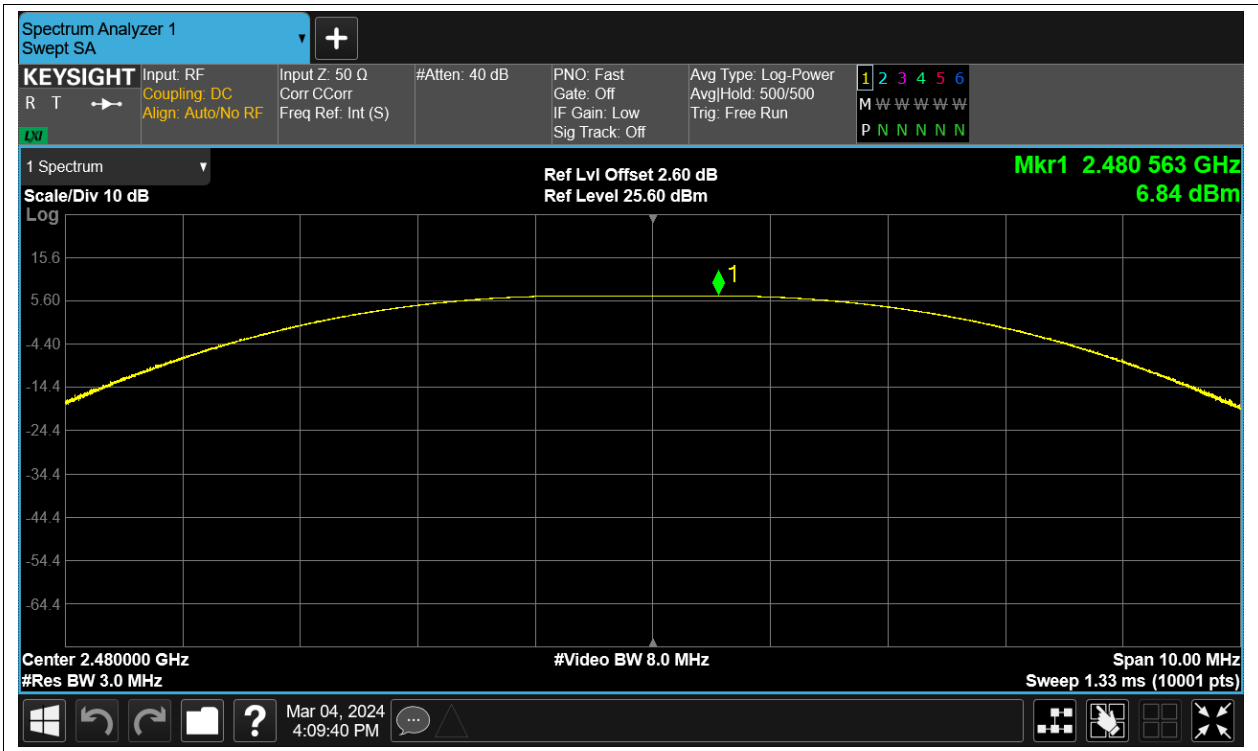 Spectrum Analyzer 1
Swept SA
KEYSIGHT
R T
LXI
Input: RF
Coupling: DC
Align: Auto/No RF
Input Z: 50 Ω
Corr CCorr
Freq Ref: Int (S)
#Atten: 40 dB
PNO: Fast
Gate: Off
IF Gain: Low
Sig Track: Off
Avg Type: Log-Power
Avg|Hold: 500/500
Trig: Free Run
1 2 3 4 5 6
M W W W W W
P N N N N N
1 Spectrum
Scale/Div 10 dB
Log
Ref Lvl Offset 2.60 dB
Ref Level 25.60 dBm
Mkr1 2.480 563 GHz
6.84 dBm
1
15.6
5.60
-4.40
-14.4
-24.4
-34.4
-44.4
-54.4
-64.4
Center 2.480000 GHz
#Res BW 3.0 MHz
#Video BW 8.0 MHz
Span 10.00 MHz
Sweep 1.33 ms (10001 pts)
?
Mar 04, 2024
4:09:40 PM